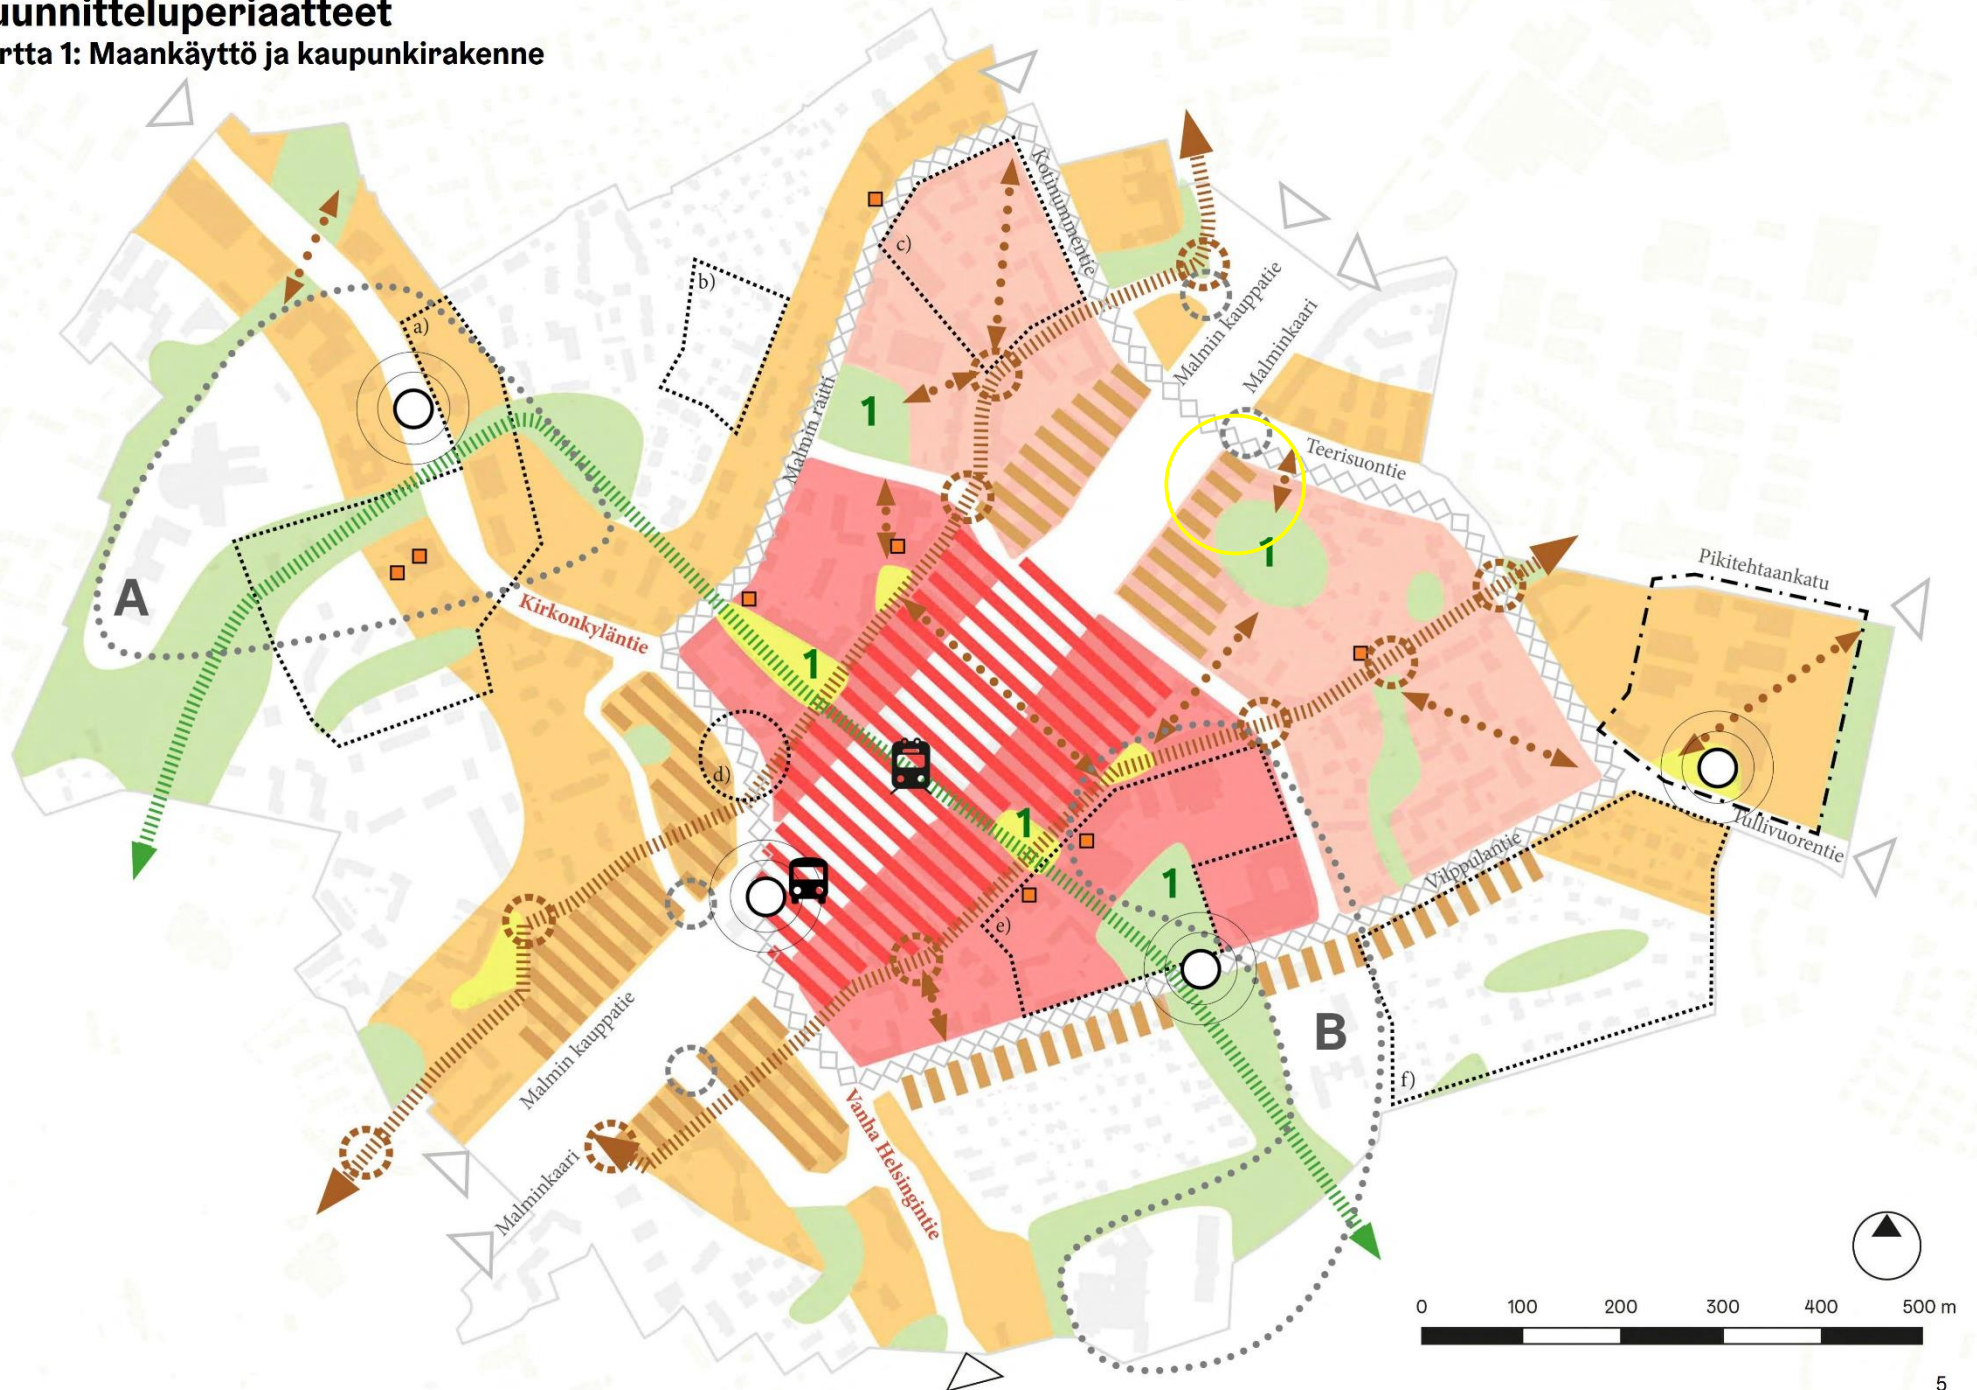 uunnitteluperiaatteet
rtta 1: Maankäyttö ja kaupunkirakenne
Kotinummentie
c)
b)
a)
Malmin kauppatie
Malminkaari
Malmin raitti
1
Teerisuontie
1
Pikitehtaankatu
A
Kirkonkyläntie
1
d)
1
Tullivuorentie
Vilppulantie
1
e)
B
Malmin kauppatie
f)
Vanha Helsingintie
Malminkaari
0 100 200 300 400 500 m
5